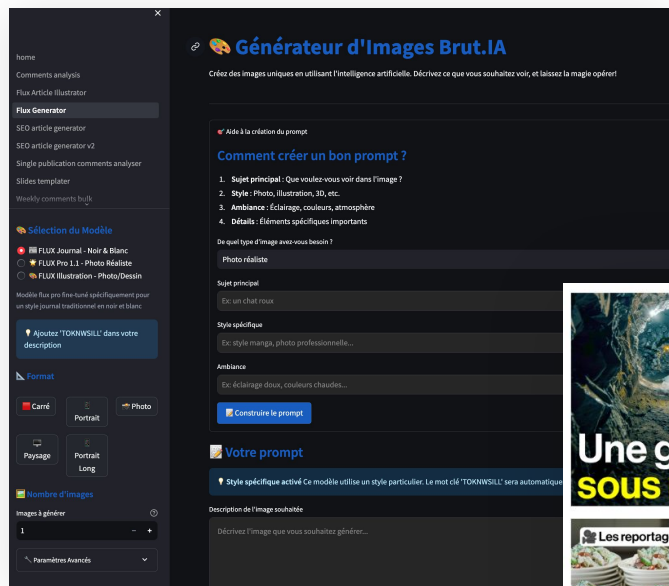 ×
home
Comments analysis
Flux Article Illustrator
Flux Generator
SEO article generator
SEO article generator v2
Single publication comments analyser
Slides templater
Weekly comments bulk
Sélection du Modèle
FLUX Journal - Noir & Blanc
FLUX Pro 1.1 - Photo Réaliste
FLUX Illustration - Photo/Dessin
Modèle flux pro fine-tuné spécifiquement pour
un style journal traditionnel en noir et blanc
Ajoutez 'TOKNWSILL' dans votre
description
Format
Carré
Portrait
Photo
Paysage
Portrait
Long
Nombre d'images
Images à générer
1
- +
Paramètres Avancés
Générateur d'Images Brut.IA
Créez des images uniques en utilisant l'intelligence artificielle. Décrivez ce que vous souhaitez voir, et laissez la magie opérer!
Aide à la création du prompt
Comment créer un bon prompt ?
1. Sujet principal : Que voulez-vous voir dans l'image ?
2. Style : Photo, illustration, 3D, etc.
3. Ambiance : Éclairage, couleurs, atmosphère
4. Détails : Éléments spécifiques importants
De quel type d'image avez-vous besoin ?
Photo réaliste
Sujet principal
Ex: un chat roux
Style spécifique
Ex: style manga, photo professionnelle...
Ambiance
Ex: éclairage doux, couleurs chaudes...
Construire le prompt
Votre prompt
Style spécifique activé Ce modèle utilise un style particulier. Le mot clé 'TOKNWSILL' sera automatique
Description de l'image souhaitée
Décrivez l'image que vous souhaitez générer...
Une g
sous
Les reportag